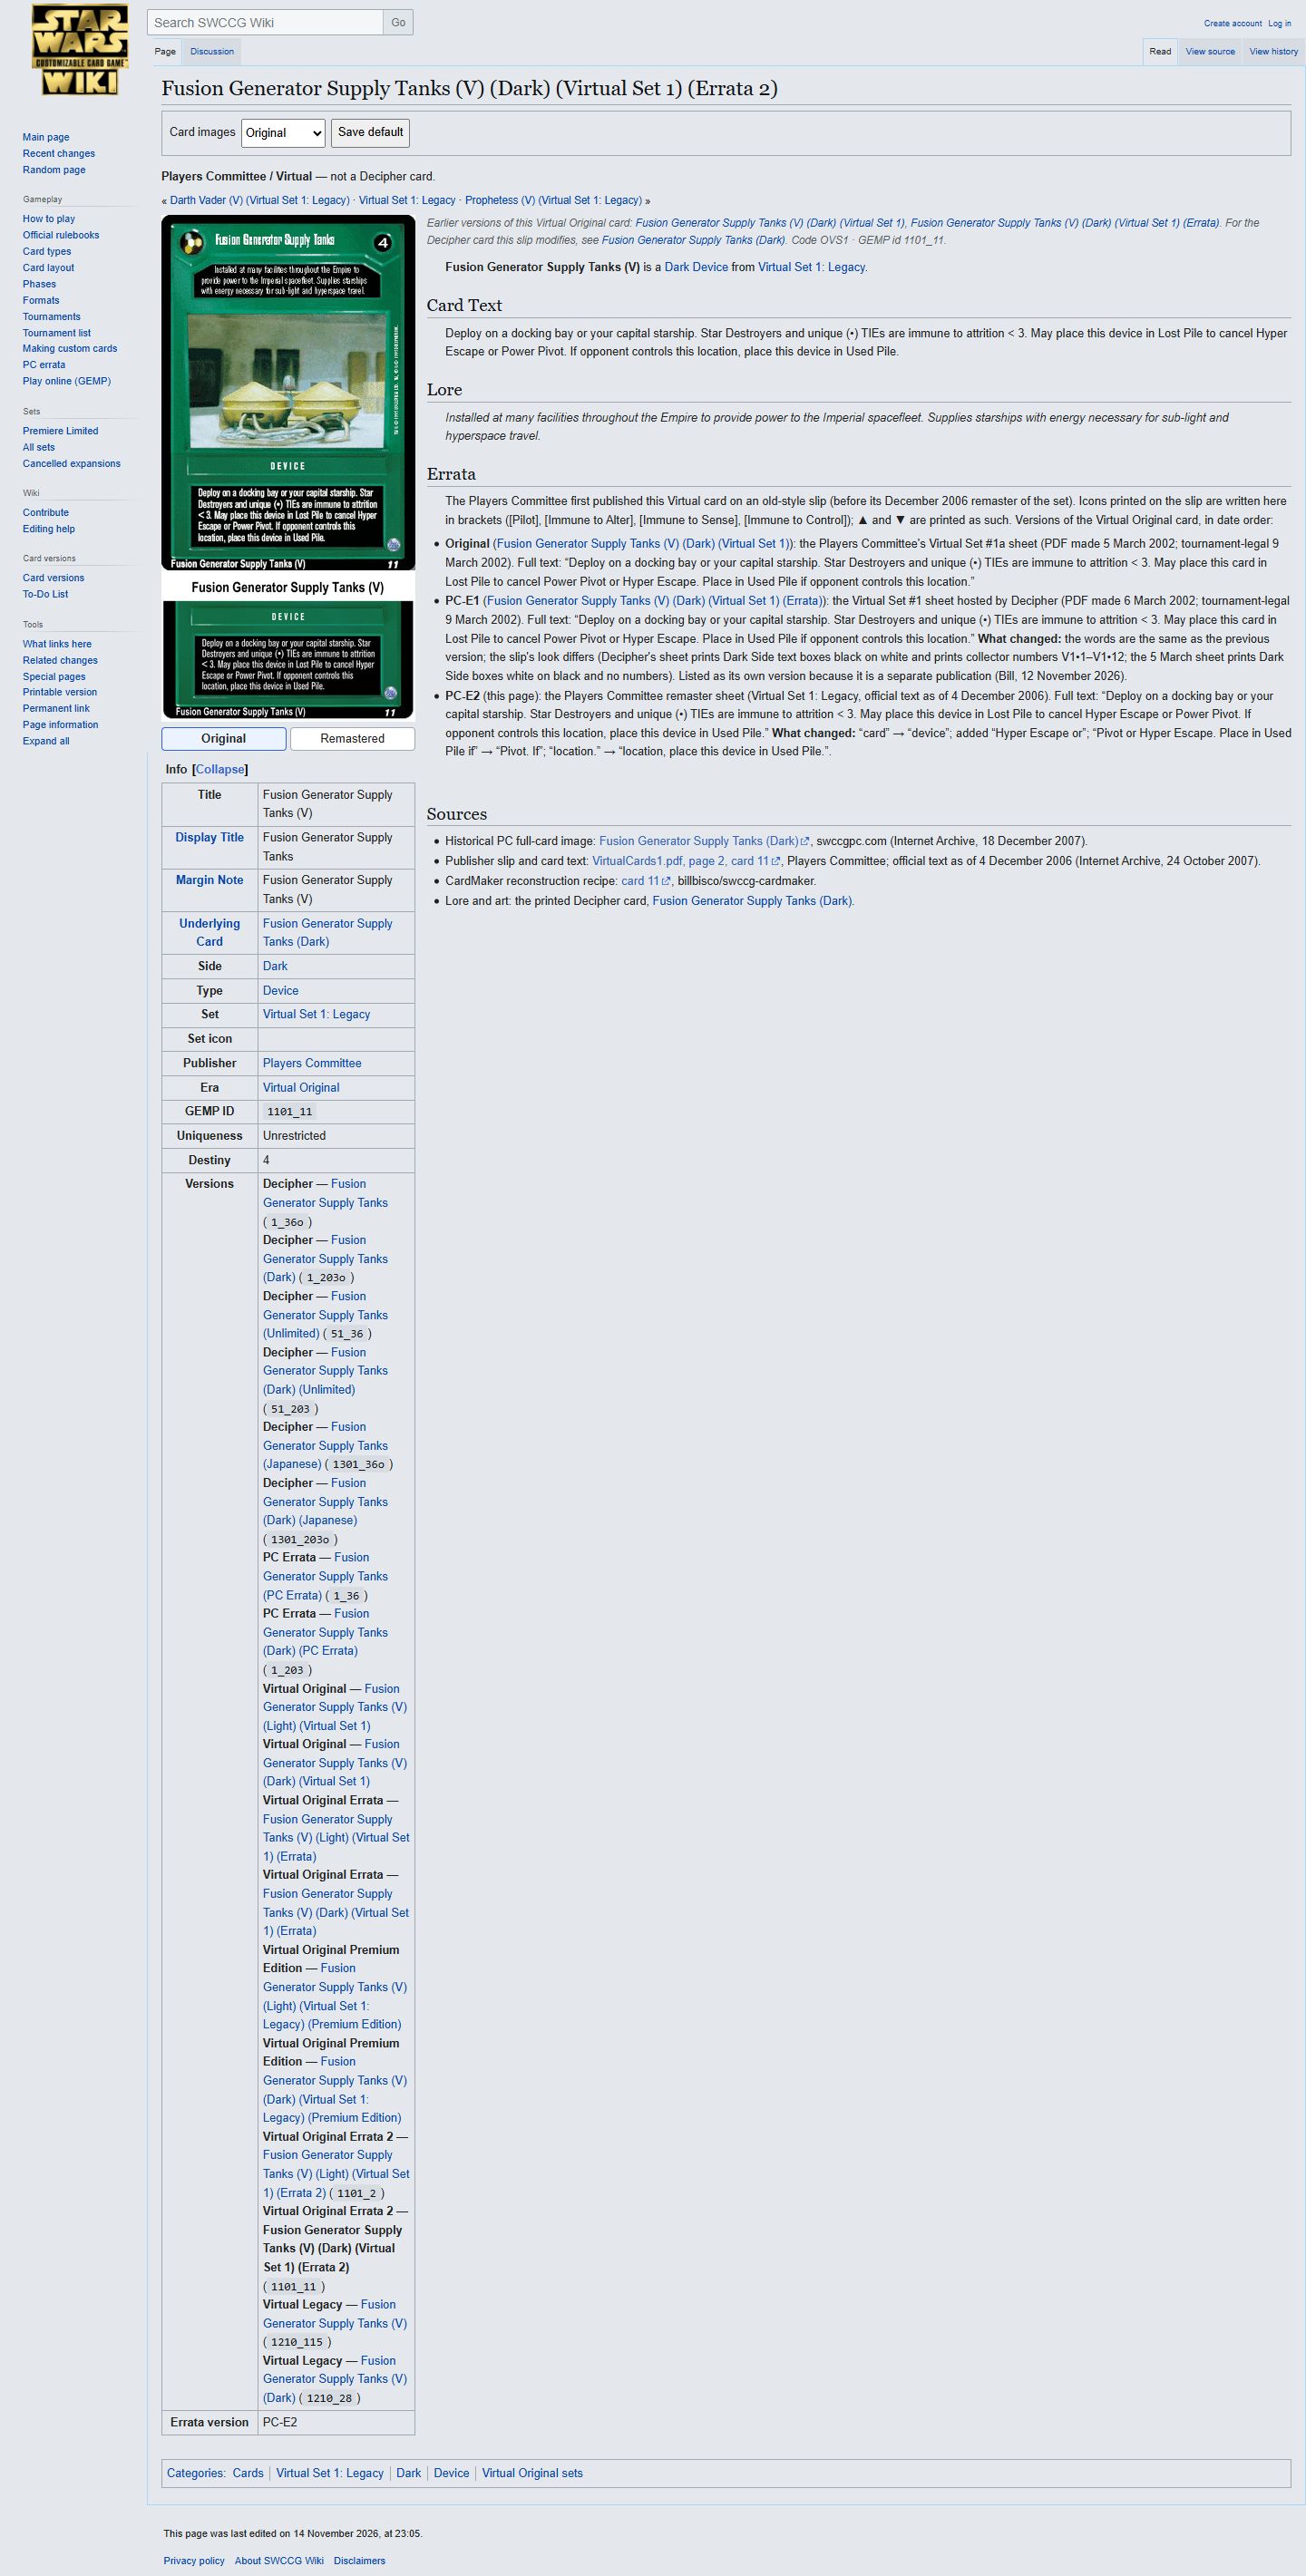 STAR WARS
CUSTOMIZABLE CARD GAME
WIKI
Search SWCCG Wiki
Go
Create account Log in
Page Discussion
Read View source View history
Main page
Recent changes
Random page
Gameplay
How to play
Official rulebooks
Card types
Card layout
Phases
Formats
Tournaments
Tournament list
Making custom cards
PC errata
Play online (GEMP)
Sets
Premiere Limited
All sets
Cancelled expansions
Wiki
Contribute
Editing help
Card versions
Card versions
To-Do List
Tools
What links here
Related changes
Special pages
Printable version
Permanent link
Page information
Expand all
Fusion Generator Supply Tanks (V) (Dark) (Virtual Set 1) (Errata 2)
Card images Original Save default
Players Committee / Virtual — not a Decipher card.
« Darth Vader (V) (Virtual Set 1: Legacy) · Virtual Set 1: Legacy · Prophetess (V) (Virtual Set 1: Legacy) »
Fusion Generator Supply Tanks
4
Installed at many facilities throughout the Empire to
provide power to the Imperial spacefleet. Supplies starships
with energy necessary for sub-light and hyperspace travel.
DEVICE
Deploy on a docking bay or your capital starship. Star
Destroyers and unique (•) TIEs are immune to attrition
< 3. May place this device in Lost Pile to cancel Hyper
Escape or Power Pivot. If opponent controls this
location, place this device in Used Pile.
Fusion Generator Supply Tanks (V) 11
Fusion Generator Supply Tanks (V)
DEVICE
Deploy on a docking bay or your capital starship. Star
Destroyers and unique (•) TIEs are immune to attrition
< 3. May place this device in Lost Pile to cancel Hyper
Escape or Power Pivot. If opponent controls this
location, place this device in Used Pile.
Fusion Generator Supply Tanks (V) 11
Original Remastered
Info [Collapse]
Title Fusion Generator Supply
Tanks (V)
Display Title Fusion Generator Supply
Tanks
Margin Note Fusion Generator Supply
Tanks (V)
Underlying Fusion Generator Supply
Card Tanks (Dark)
Side Dark
Type Device
Set Virtual Set 1: Legacy
Set icon
Publisher Players Committee
Era Virtual Original
GEMP ID 1101_11
Uniqueness Unrestricted
Destiny 4
Versions Decipher — Fusion
Generator Supply Tanks
( 1_36o )
Decipher — Fusion
Generator Supply Tanks
(Dark) ( 1_203o )
Decipher — Fusion
Generator Supply Tanks
(Unlimited) ( 51_36 )
Decipher — Fusion
Generator Supply Tanks
(Dark) (Unlimited)
( 51_203 )
Decipher — Fusion
Generator Supply Tanks
(Japanese) ( 1301_36o )
Decipher — Fusion
Generator Supply Tanks
(Dark) (Japanese)
( 1301_203o )
PC Errata — Fusion
Generator Supply Tanks
(PC Errata) ( 1_36 )
PC Errata — Fusion
Generator Supply Tanks
(Dark) (PC Errata)
( 1_203 )
Virtual Original — Fusion
Generator Supply Tanks (V)
(Light) (Virtual Set 1)
Virtual Original — Fusion
Generator Supply Tanks (V)
(Dark) (Virtual Set 1)
Virtual Original Errata —
Fusion Generator Supply
Tanks (V) (Light) (Virtual Set
1) (Errata)
Virtual Original Errata —
Fusion Generator Supply
Tanks (V) (Dark) (Virtual Set
1) (Errata)
Virtual Original Premium
Edition — Fusion
Generator Supply Tanks (V)
(Light) (Virtual Set 1:
Legacy) (Premium Edition)
Virtual Original Premium
Edition — Fusion
Generator Supply Tanks (V)
(Dark) (Virtual Set 1:
Legacy) (Premium Edition)
Virtual Original Errata 2 —
Fusion Generator Supply
Tanks (V) (Light) (Virtual Set
1) (Errata 2) ( 1101_2 )
Virtual Original Errata 2 —
Fusion Generator Supply
Tanks (V) (Dark) (Virtual
Set 1) (Errata 2)
( 1101_11 )
Virtual Legacy — Fusion
Generator Supply Tanks (V)
( 1210_115 )
Virtual Legacy — Fusion
Generator Supply Tanks (V)
(Dark) ( 1210_28 )
Errata version PC-E2
Earlier versions of this Virtual Original card: Fusion Generator Supply Tanks (V) (Dark) (Virtual Set 1), Fusion Generator Supply Tanks (V) (Dark) (Virtual Set 1) (Errata). For the
Decipher card this slip modifies, see Fusion Generator Supply Tanks (Dark). Code OVS1 · GEMP id 1101_11.
Fusion Generator Supply Tanks (V) is a Dark Device from Virtual Set 1: Legacy.
Card Text
Deploy on a docking bay or your capital starship. Star Destroyers and unique (•) TIEs are immune to attrition < 3. May place this device in Lost Pile to cancel Hyper
Escape or Power Pivot. If opponent controls this location, place this device in Used Pile.
Lore
Installed at many facilities throughout the Empire to provide power to the Imperial spacefleet. Supplies starships with energy necessary for sub-light and
hyperspace travel.
Errata
The Players Committee first published this Virtual card on an old-style slip (before its December 2006 remaster of the set). Icons printed on the slip are written here
in brackets ([Pilot], [Immune to Alter], [Immune to Sense], [Immune to Control]); ▲ and ▼ are printed as such. Versions of the Virtual Original card, in date order:
• Original (Fusion Generator Supply Tanks (V) (Dark) (Virtual Set 1)): the Players Committee's Virtual Set #1a sheet (PDF made 5 March 2002; tournament-legal 9
March 2002). Full text: “Deploy on a docking bay or your capital starship. Star Destroyers and unique (•) TIEs are immune to attrition < 3. May place this card in
Lost Pile to cancel Power Pivot or Hyper Escape. Place in Used Pile if opponent controls this location.”
• PC-E1 (Fusion Generator Supply Tanks (V) (Dark) (Virtual Set 1) (Errata)): the Virtual Set #1 sheet hosted by Decipher (PDF made 6 March 2002; tournament-legal
9 March 2002). Full text: “Deploy on a docking bay or your capital starship. Star Destroyers and unique (•) TIEs are immune to attrition < 3. May place this card in
Lost Pile to cancel Power Pivot or Hyper Escape. Place in Used Pile if opponent controls this location.” What changed: the words are the same as the previous
version; the slip's look differs (Decipher's sheet prints Dark Side text boxes black on white and prints collector numbers V1•1–V1•12; the 5 March sheet prints Dark
Side boxes white on black and no numbers). Listed as its own version because it is a separate publication (Bill, 12 November 2026).
• PC-E2 (this page): the Players Committee remaster sheet (Virtual Set 1: Legacy, official text as of 4 December 2006). Full text: “Deploy on a docking bay or your
capital starship. Star Destroyers and unique (•) TIEs are immune to attrition < 3. May place this device in Lost Pile to cancel Hyper Escape or Power Pivot. If
opponent controls this location, place this device in Used Pile.” What changed: “card” → “device”; added “Hyper Escape or”; “Pivot or Hyper Escape. Place in Used
Pile if” → “Pivot. If”; “location.” → “location, place this device in Used Pile.”.
Sources
• Historical PC full-card image: Fusion Generator Supply Tanks (Dark), swccgpc.com (Internet Archive, 18 December 2007).
• Publisher slip and card text: VirtualCards1.pdf, page 2, card 11, Players Committee; official text as of 4 December 2006 (Internet Archive, 24 October 2007).
• CardMaker reconstruction recipe: card 11, billbisco/swccg-cardmaker.
• Lore and art: the printed Decipher card, Fusion Generator Supply Tanks (Dark).
Categories: Cards | Virtual Set 1: Legacy | Dark | Device | Virtual Original sets
This page was last edited on 14 November 2026, at 23:05.
Privacy policy About SWCCG Wiki Disclaimers